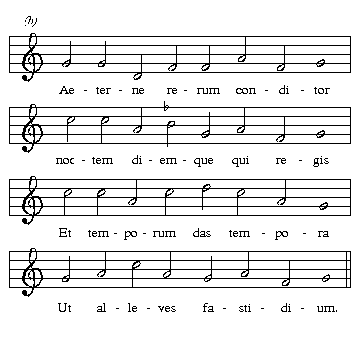 (b)
Ae - ter - ne re - rum con - di - tor
noc - tem di - em - que qui re - gis
Et tem - po - rum das tem - po - ra
Ut al - le - ves fa - sti - di - um.